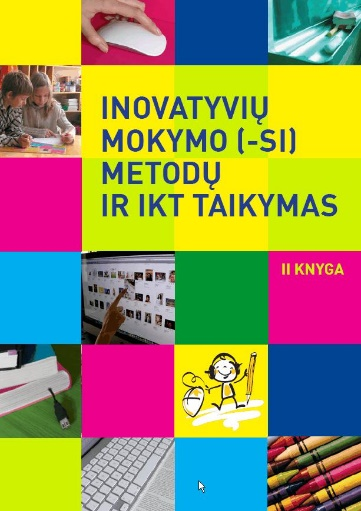 INOVATYVIŲ
MOKYMO (-SI)
METODŲ
IR IKT TAIKYMAS
II KNYGA